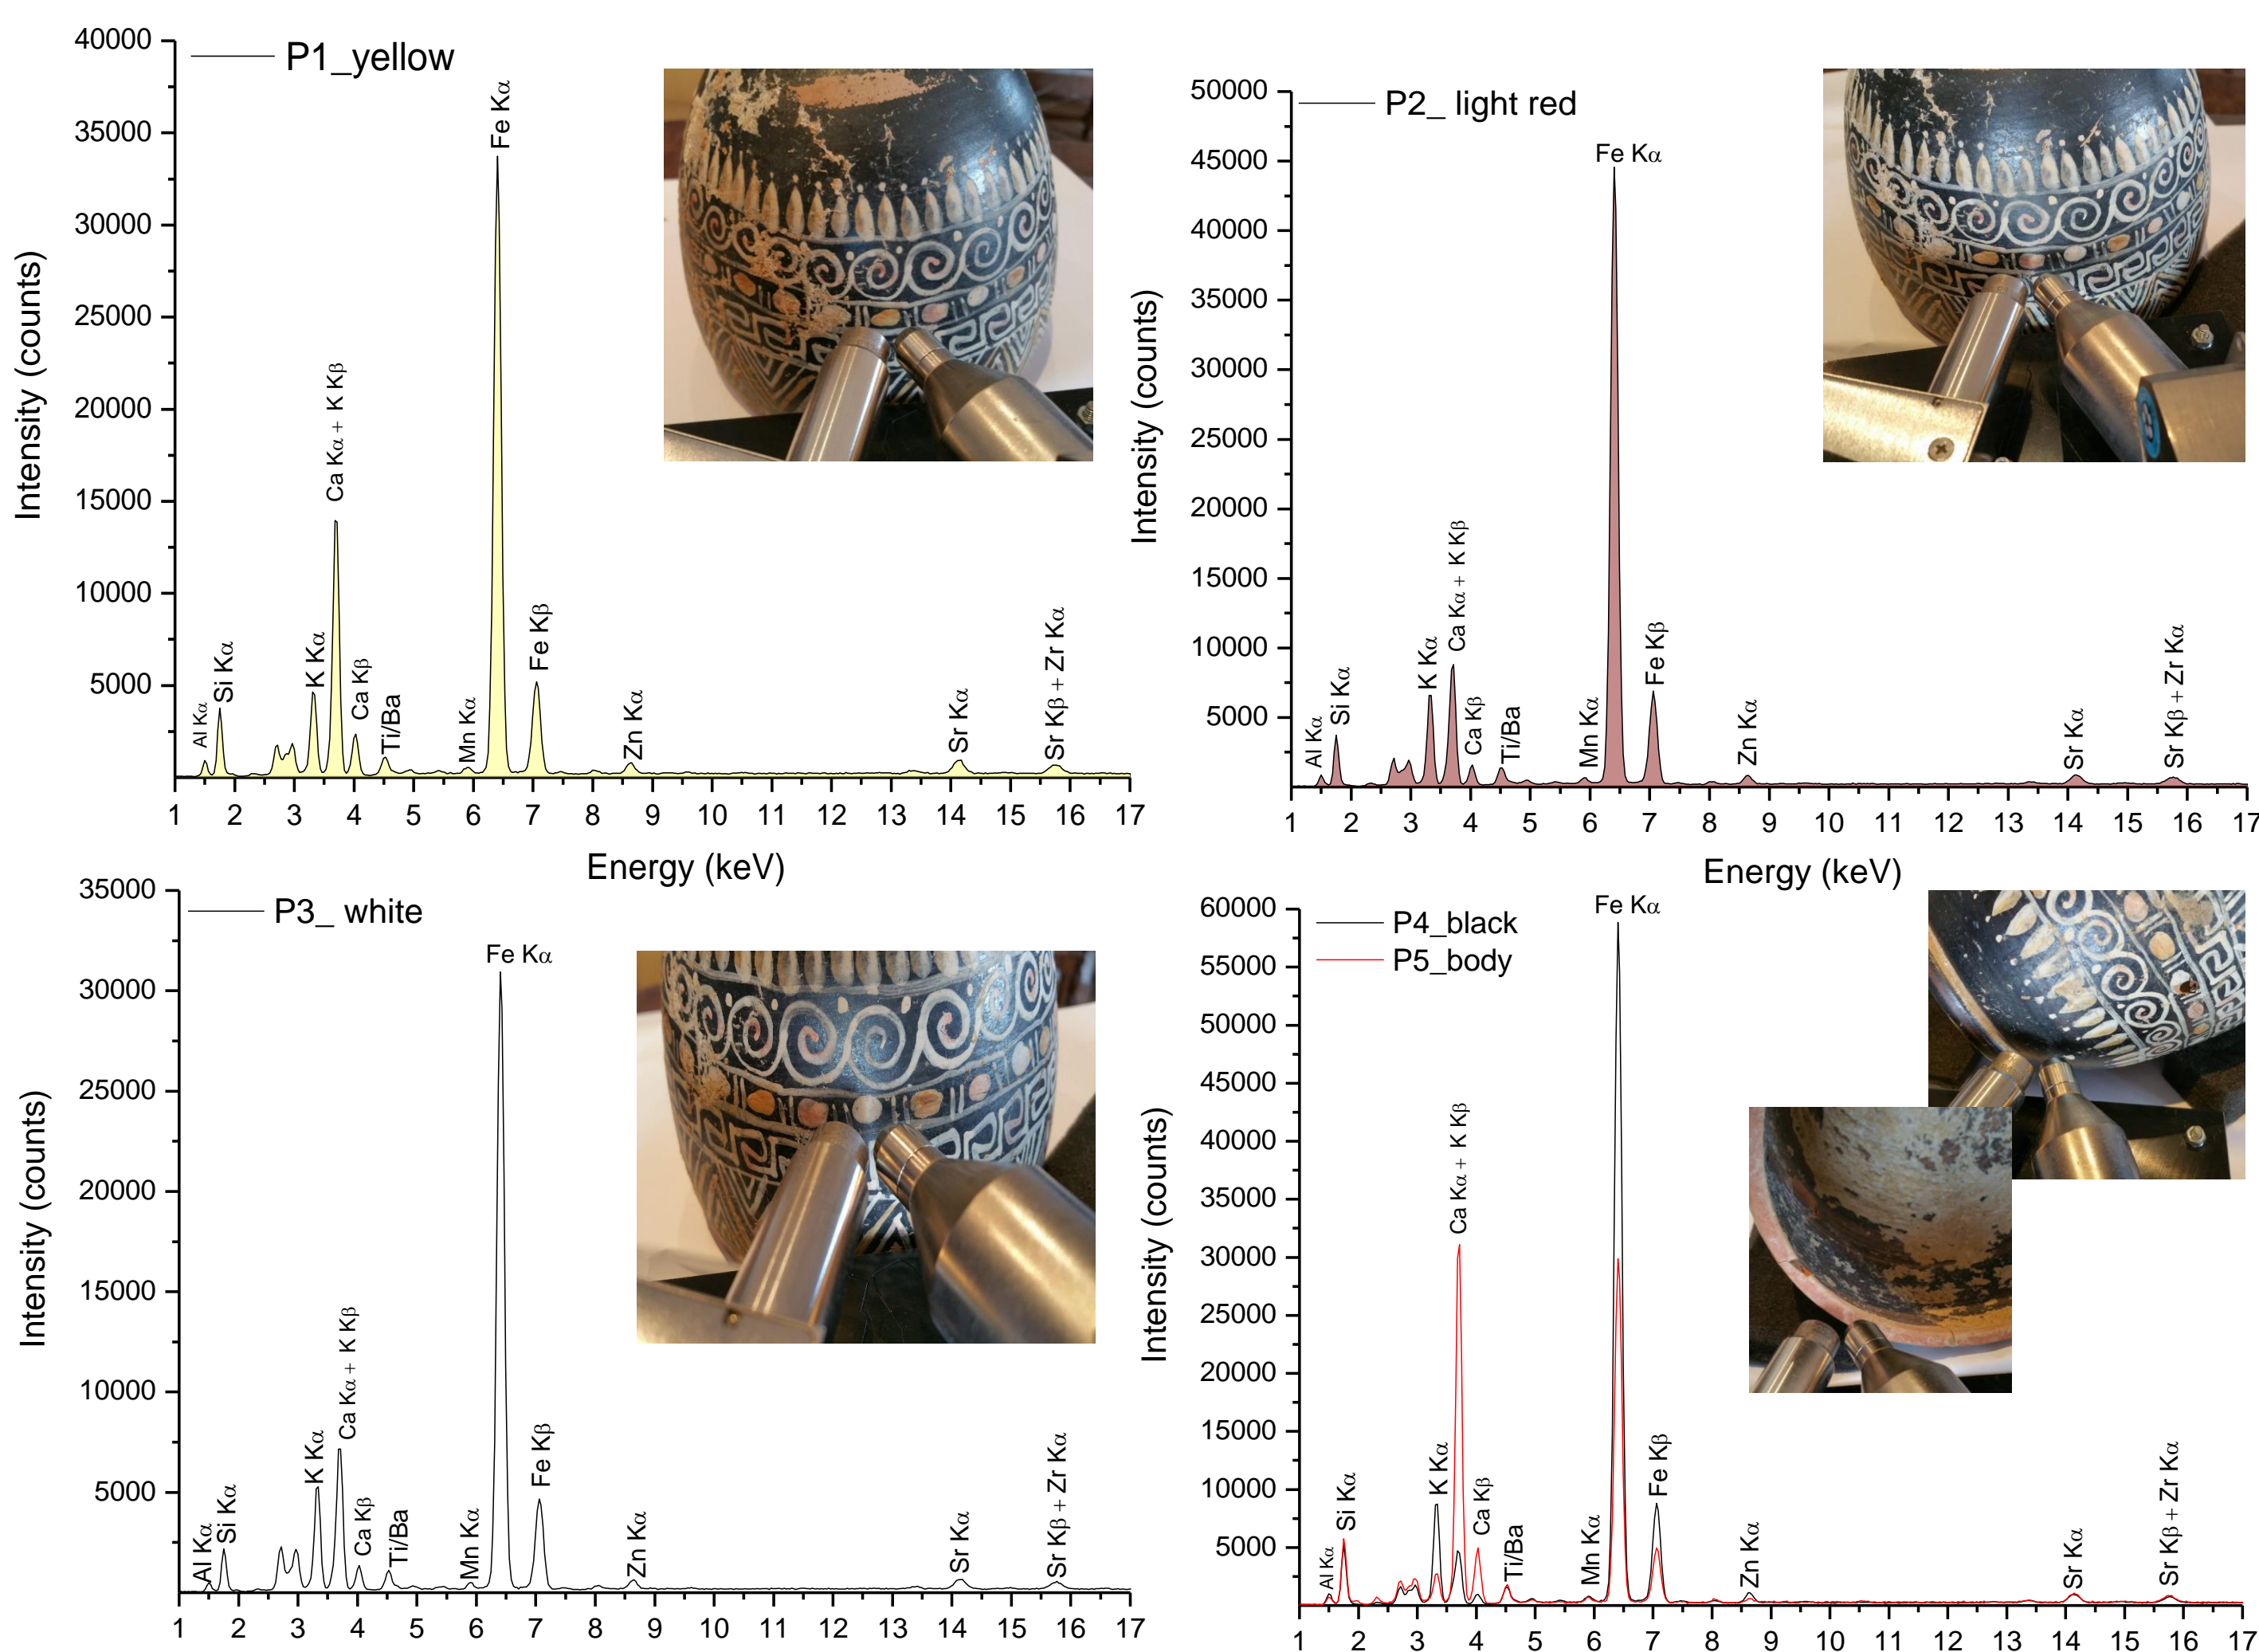 P1_yellow
Intensity (counts)
40000
35000
30000
25000
20000
15000
10000
5000
Al Kα
Si Kα
K Kα
Ca Kα + K Kβ
Ca Kβ
Ti/Ba
Mn Kα
Fe Kα
Fe Kβ
Zn Kα
Sr Kα
Sr Kβ + Zr Kα
1 2 3 4 5 6 7 8 9 10 11 12 13 14 15 16 17
Energy (keV)
P2_ light red
Intensity (counts)
50000
45000
40000
35000
30000
25000
20000
15000
10000
5000
Al Kα
Si Kα
K Kα
Ca Kα + K Kβ
Ca Kβ
Ti/Ba
Mn Kα
Fe Kα
Fe Kβ
Zn Kα
Sr Kα
Sr Kβ + Zr Kα
1 2 3 4 5 6 7 8 9 10 11 12 13 14 15 16 17
Energy (keV)
P3_ white
Intensity (counts)
35000
30000
25000
20000
15000
10000
5000
Al Kα
Si Kα
K Kα
Ca Kα + K Kβ
Ca Kβ
Ti/Ba
Mn Kα
Fe Kα
Fe Kβ
Zn Kα
Sr Kα
Sr Kβ + Zr Kα
1 2 3 4 5 6 7 8 9 10 11 12 13 14 15 16 17
P4_black
P5_body
Intensity (counts)
60000
55000
50000
45000
40000
35000
30000
25000
20000
15000
10000
5000
Al Kα
Si Kα
K Kα
Ca Kα + K Kβ
Ca Kβ
Ti/Ba
Mn Kα
Fe Kα
Fe Kβ
Zn Kα
Sr Kα
Sr Kβ + Zr Kα
1 2 3 4 5 6 7 8 9 10 11 12 13 14 15 16 17